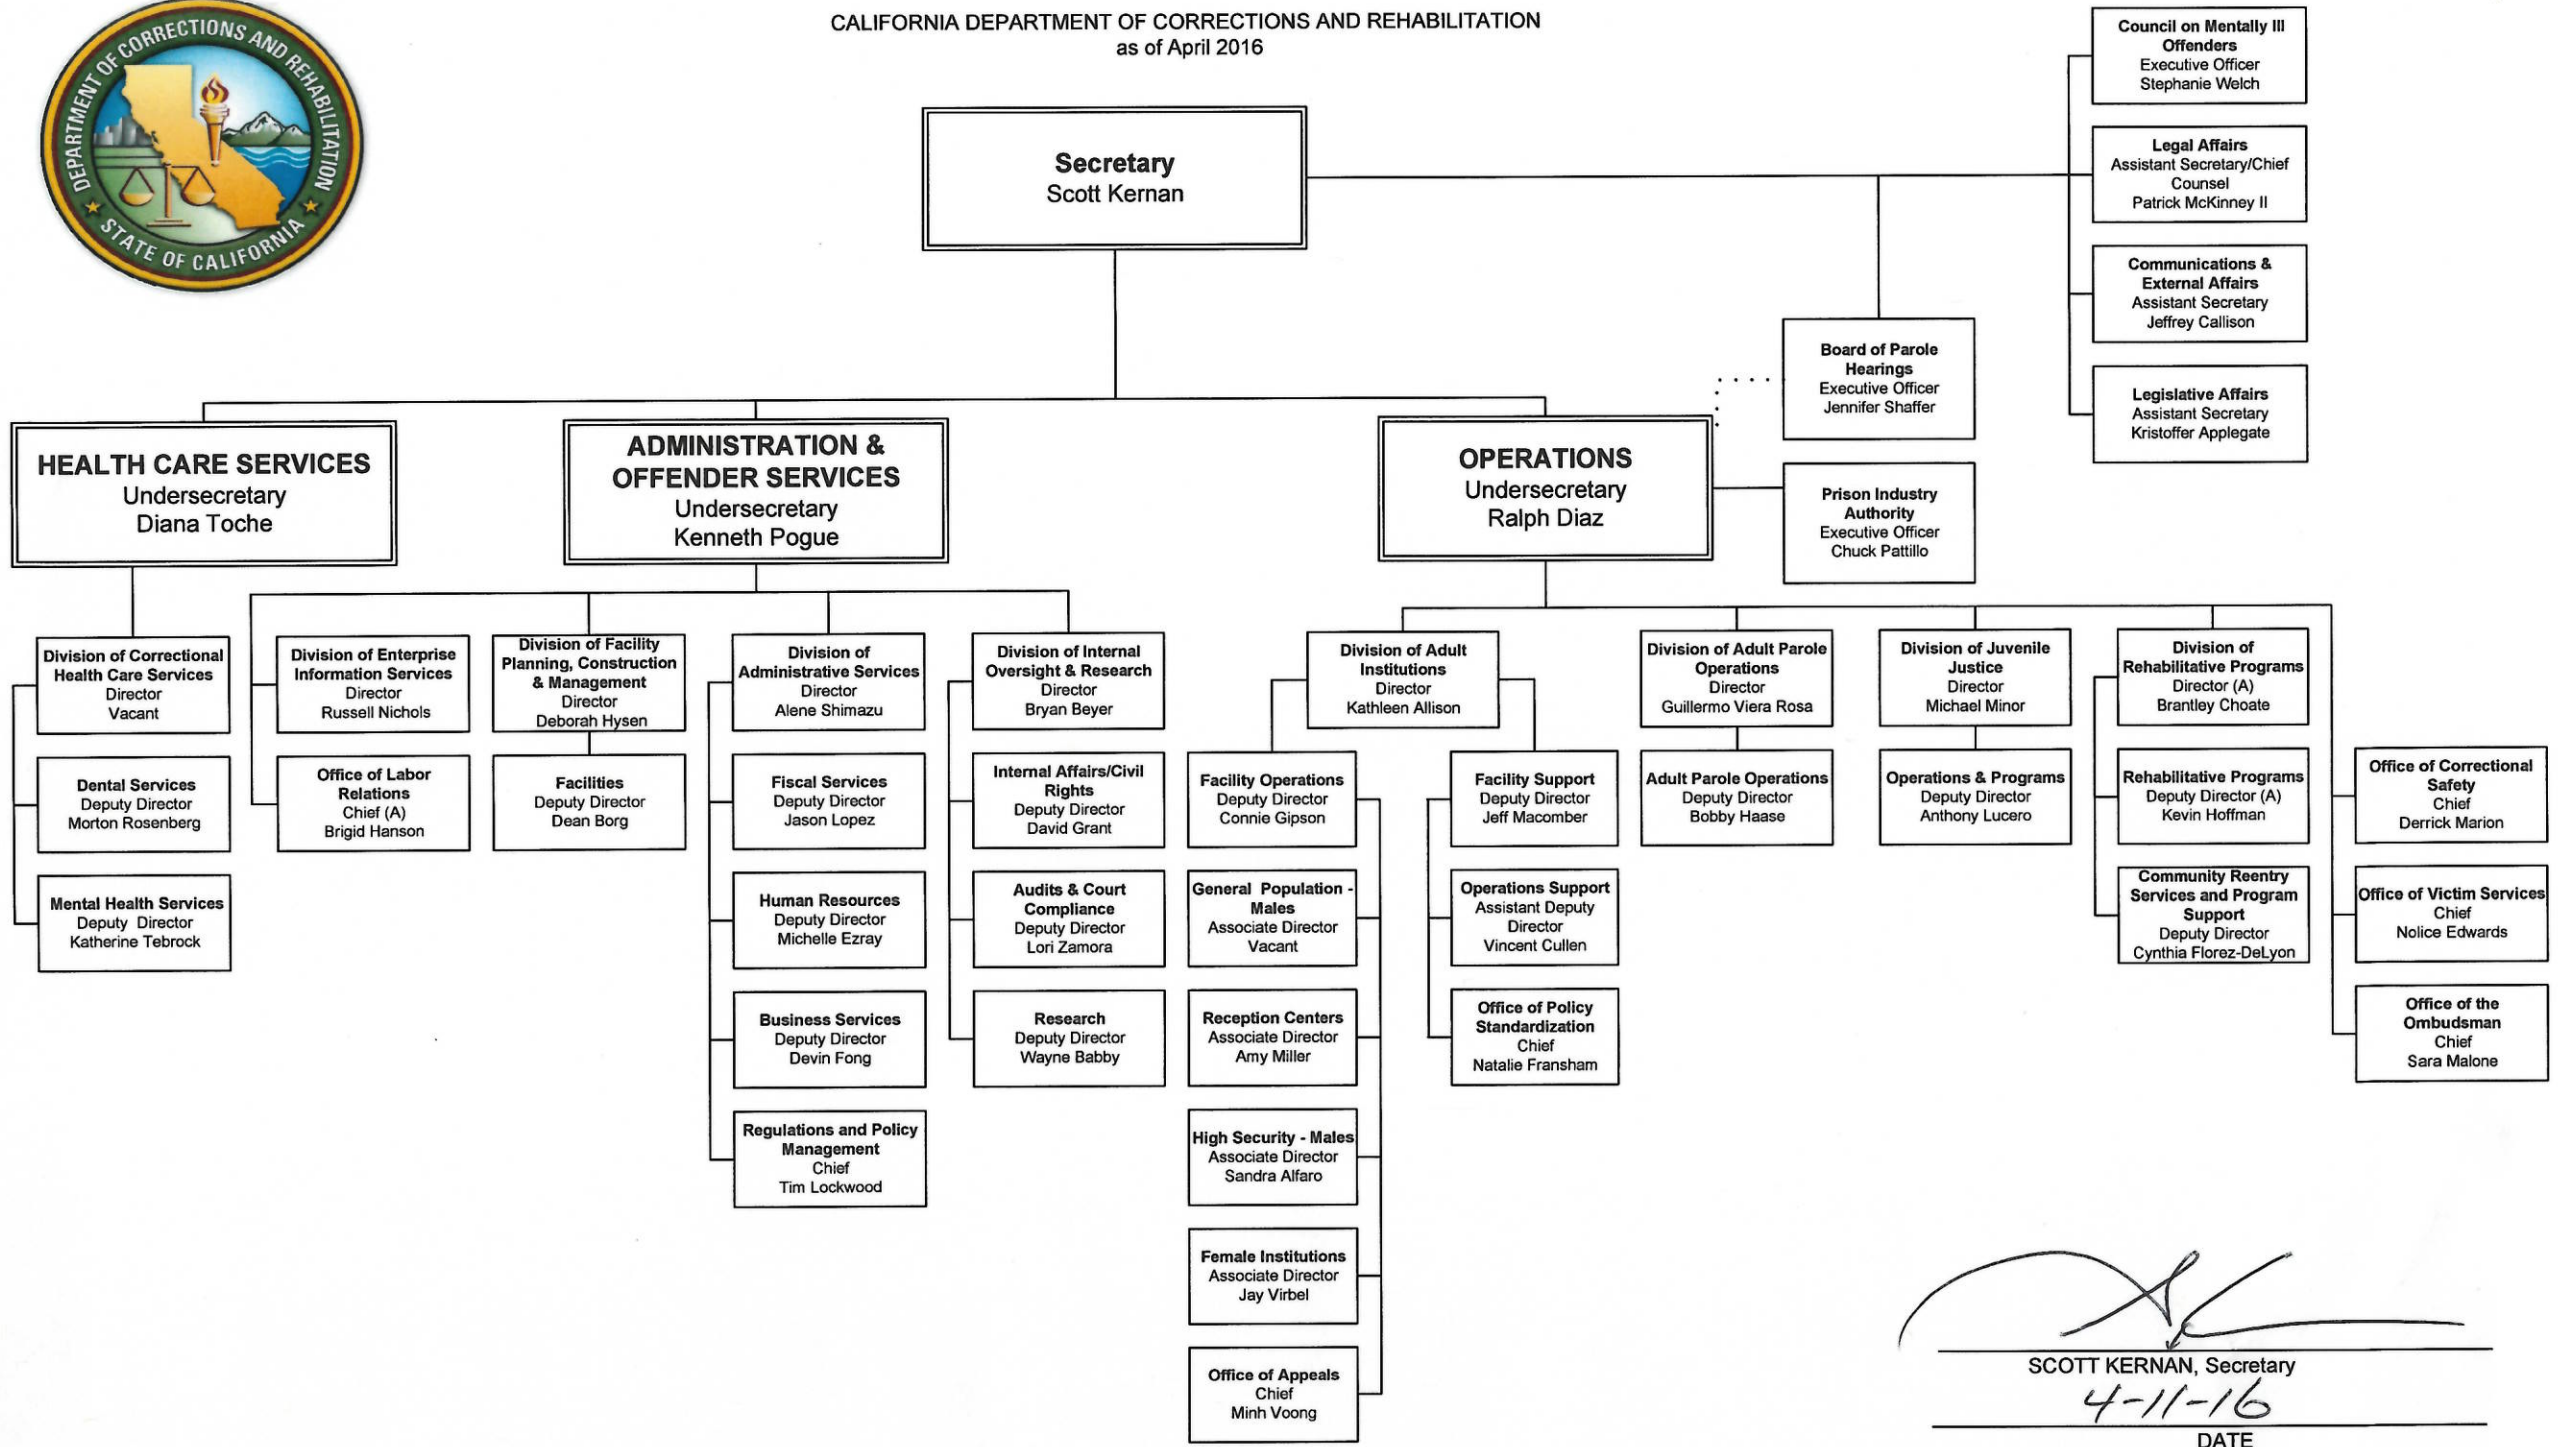 DEPARTMENT OF CORRECTIONS AND REHABILITATION
STATE OF CALIFORNIA
CALIFORNIA DEPARTMENT OF CORRECTIONS AND REHABILITATION
as of April 2016
Secretary
Scott Kernan
Council on Mentally Ill
Offenders
Executive Officer
Stephanie Welch
Legal Affairs
Assistant Secretary/Chief
Counsel
Patrick McKinney II
Communications &
External Affairs
Assistant Secretary
Jeffrey Callison
Legislative Affairs
Assistant Secretary
Kristoffer Applegate
Board of Parole
Hearings
Executive Officer
Jennifer Shaffer
Prison Industry
Authority
Executive Officer
Chuck Pattillo
HEALTH CARE SERVICES
Undersecretary
Diana Toche
ADMINISTRATION &
OFFENDER SERVICES
Undersecretary
Kenneth Pogue
OPERATIONS
Undersecretary
Ralph Diaz
Division of Correctional
Health Care Services
Director
Vacant
Dental Services
Deputy Director
Morton Rosenberg
Mental Health Services
Deputy Director
Katherine Tebrock
Division of Enterprise
Information Services
Director
Russell Nichols
Office of Labor
Relations
Chief (A)
Brigid Hanson
Division of Facility
Planning, Construction
& Management
Director
Deborah Hysen
Facilities
Deputy Director
Dean Borg
Division of
Administrative Services
Director
Alene Shimazu
Fiscal Services
Deputy Director
Jason Lopez
Human Resources
Deputy Director
Michelle Ezray
Business Services
Deputy Director
Devin Fong
Regulations and Policy
Management
Chief
Tim Lockwood
Division of Internal
Oversight & Research
Director
Bryan Beyer
Internal Affairs/Civil
Rights
Deputy Director
David Grant
Audits & Court
Compliance
Deputy Director
Lori Zamora
Research
Deputy Director
Wayne Babby
Division of Adult
Institutions
Director
Kathleen Allison
Facility Operations
Deputy Director
Connie Gipson
General Population -
Males
Associate Director
Vacant
Reception Centers
Associate Director
Amy Miller
High Security - Males
Associate Director
Sandra Alfaro
Female Institutions
Associate Director
Jay Virbel
Office of Appeals
Chief
Minh Voong
Facility Support
Deputy Director
Jeff Macomber
Operations Support
Assistant Deputy
Director
Vincent Cullen
Office of Policy
Standardization
Chief
Natalie Fransham
Division of Adult Parole
Operations
Director
Guillermo Viera Rosa
Adult Parole Operations
Deputy Director
Bobby Haase
Division of Juvenile
Justice
Director
Michael Minor
Operations & Programs
Deputy Director
Anthony Lucero
Division of
Rehabilitative Programs
Director (A)
Brantley Choate
Rehabilitative Programs
Deputy Director (A)
Kevin Hoffman
Community Reentry
Services and Program
Support
Deputy Director
Cynthia Florez-DeLyon
Office of Correctional
Safety
Chief
Derrick Marion
Office of Victim Services
Chief
Nolice Edwards
Office of the
Ombudsman
Chief
Sara Malone
SCOTT KERNAN, Secretary
4-11-16
DATE